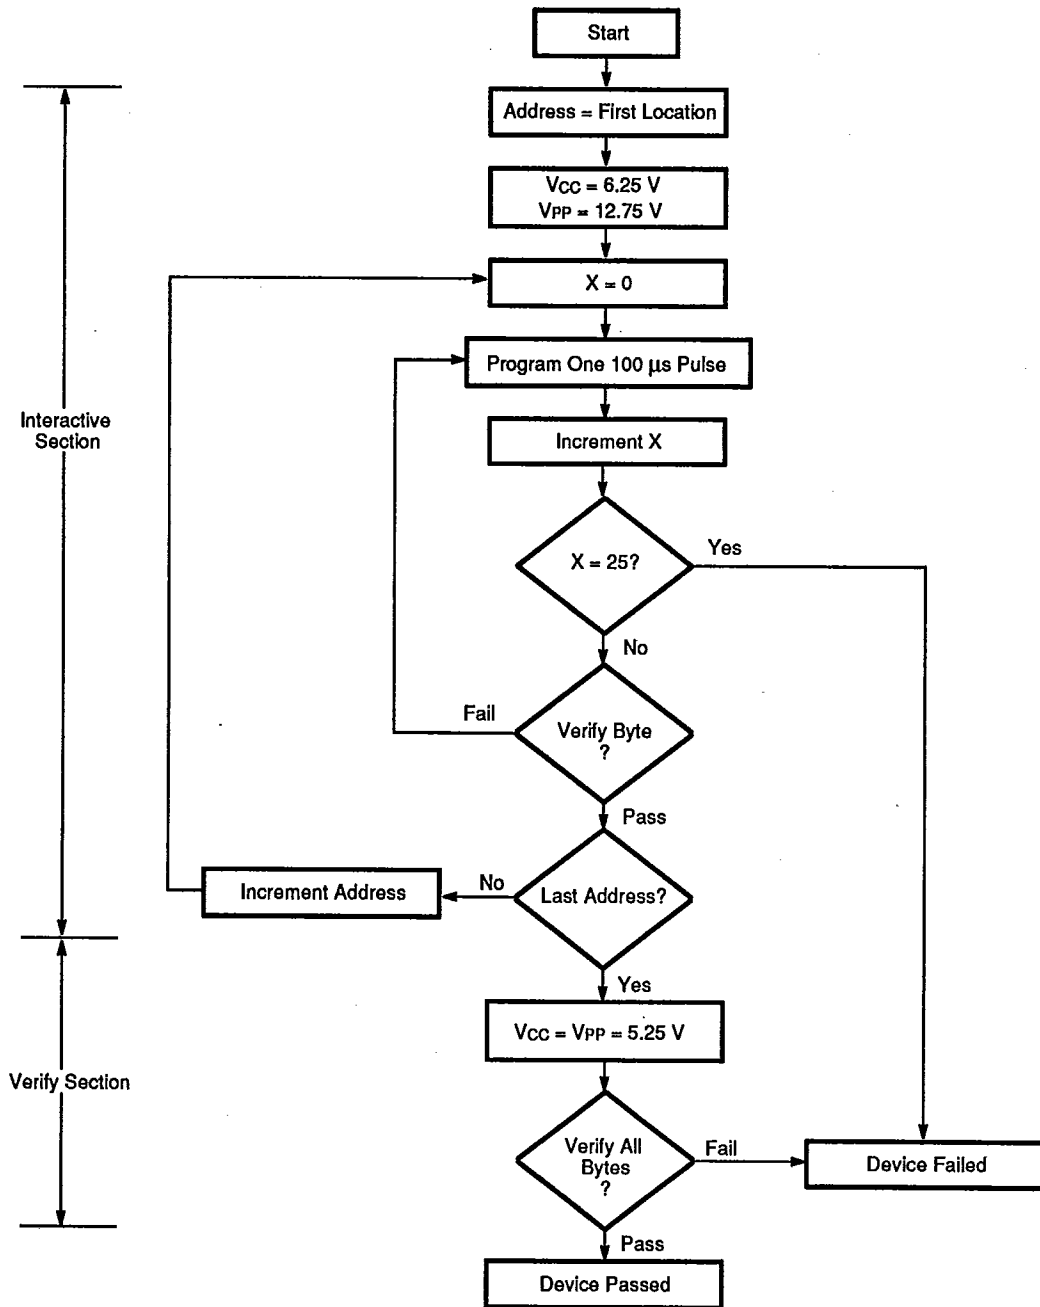 Start
Address = First Location
VCC = 6.25 V
VPP = 12.75 V
X = 0
Program One 100 µs Pulse
Interactive
Section
Increment X
X = 25?
Yes
No
Fail
Verify Byte
?
Pass
Increment Address
No
Last Address?
Yes
VCC = VPP = 5.25 V
Verify Section
Verify All
Bytes
?
Fail
Device Failed
Pass
Device Passed